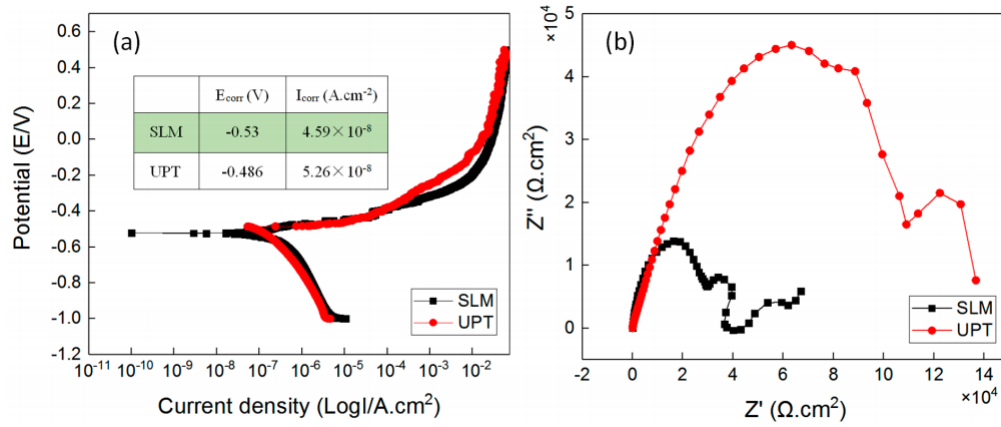 (a)
0.6
0.4
0.2
0.0
-0.2
-0.4
-0.6
-0.8
-1.0
-1.2
Potential (E/V)
Ecorr (V) Icorr (A.cm-2)
SLM -0.53 4.59×10-8
UPT -0.486 5.26×10-8
SLM
UPT
10-11 10-10 10-9 10-8 10-7 10-6 10-5 10-4 10-3 10-2
Current density (LogI/A.cm2)
(b)
×104
5
4
3
2
1
0
Z'' (Ω.cm2)
SLM
UPT
-2 0 2 4 6 8 10 12 14
×104
Z' (Ω.cm2)